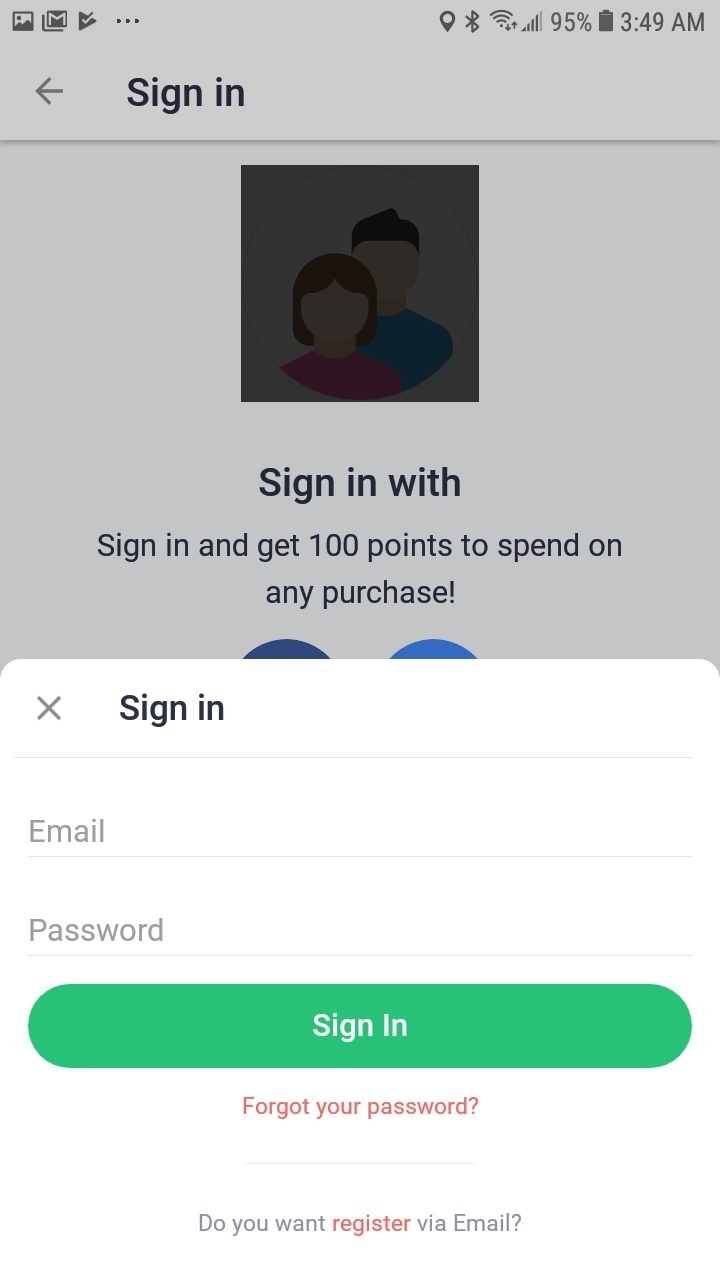 95% 3:49 AM
Sign in
Sign in with
Sign in and get 100 points to spend on
any purchase!
Sign in
Email
Password
Sign In
Forgot your password?
Do you want register via Email?